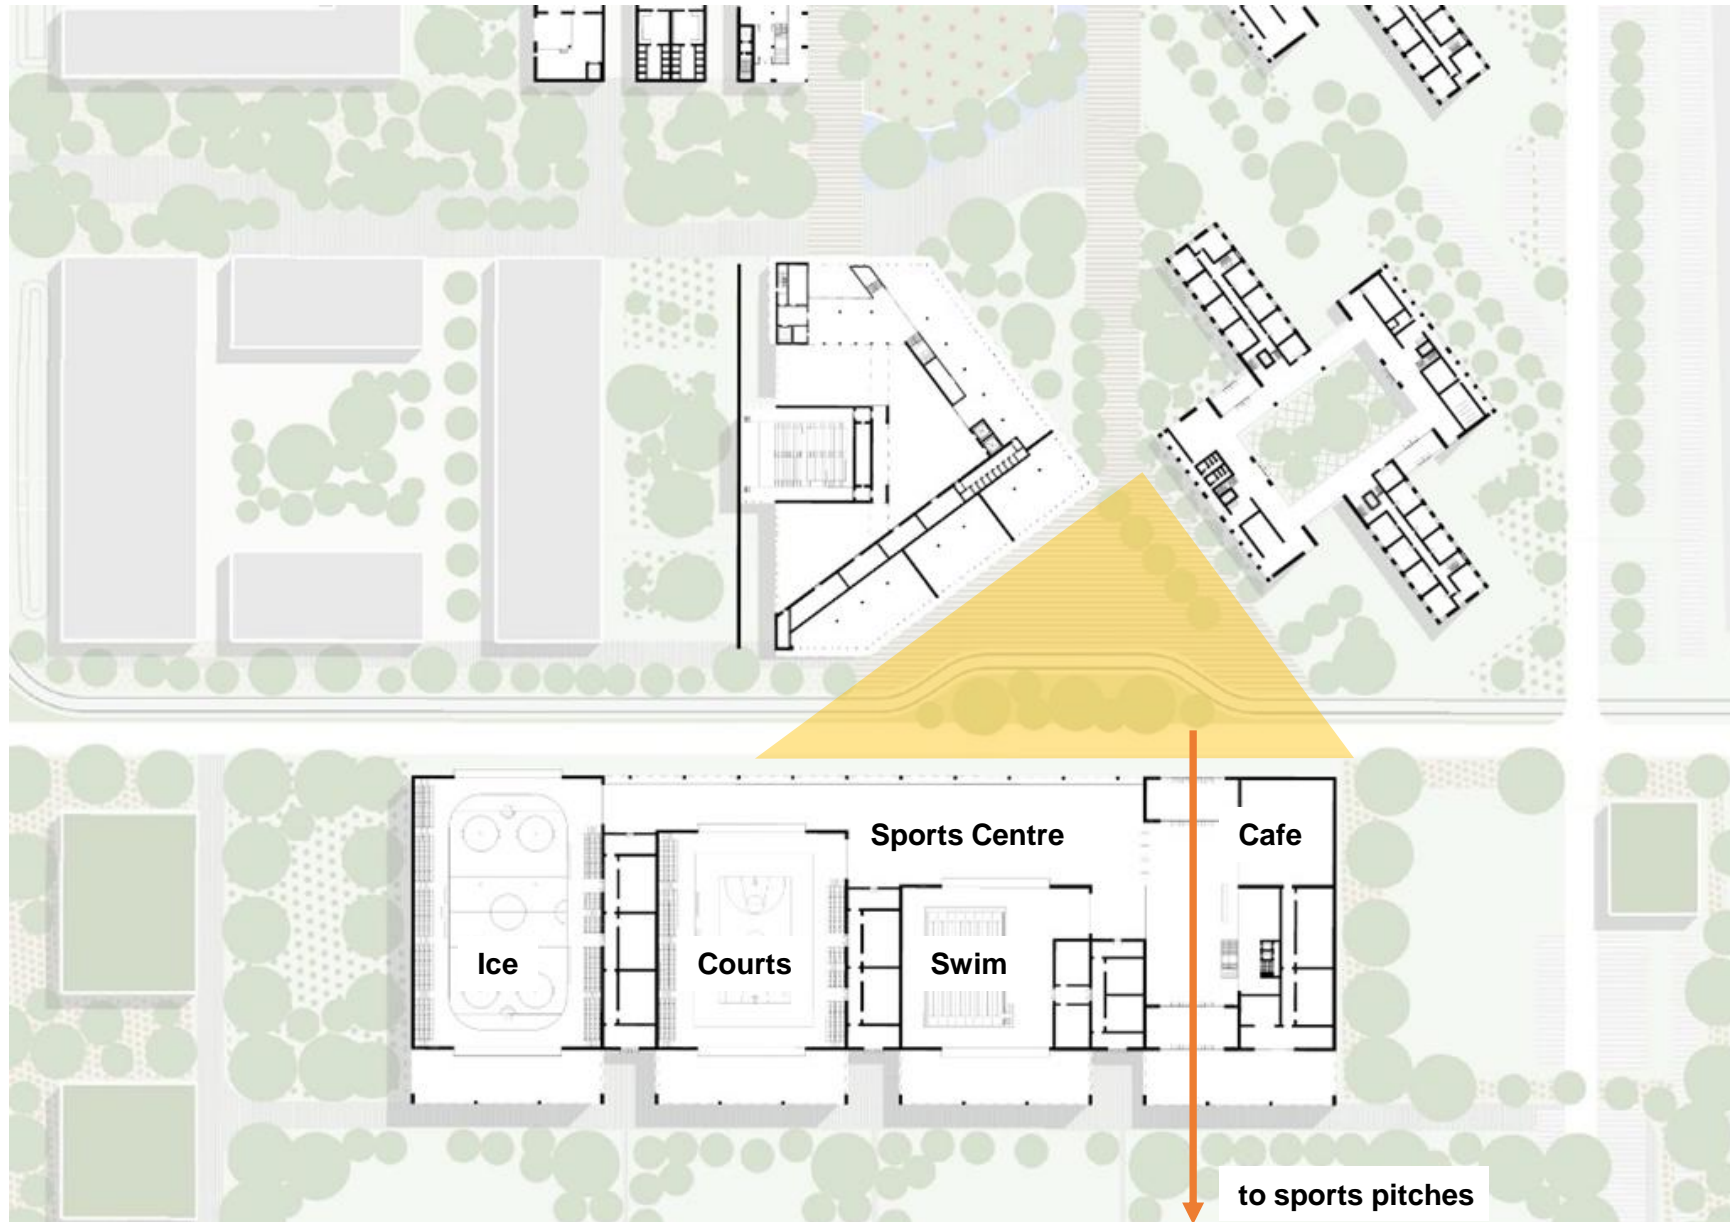 Sports Centre
Cafe
Ice
Courts
Swim
to sports pitches